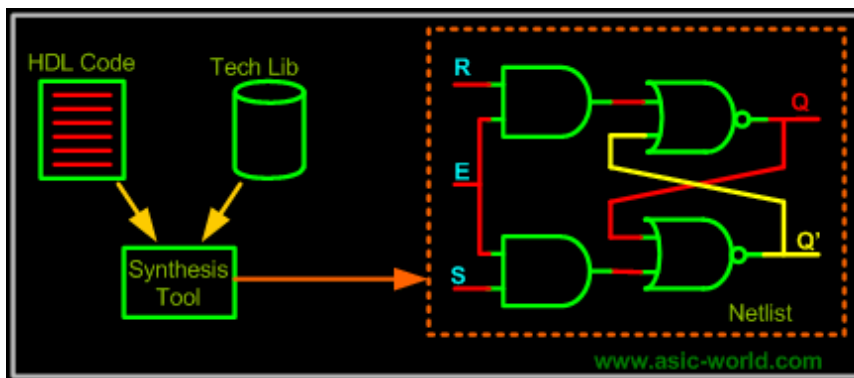 HDL Code
Tech Lib
Synthesis
Tool
R
E
S
Q
Q'
Netlist
www.asic-world.com